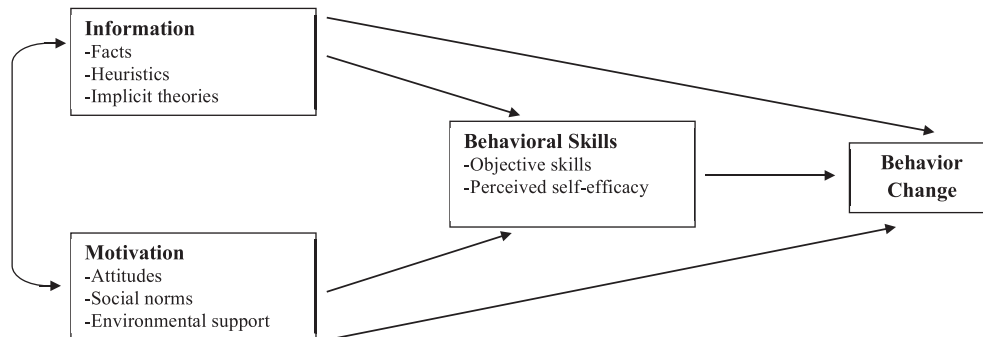 Information
-Facts
-Heuristics
-Implicit theories
Behavioral Skills
-Objective skills
-Perceived self-efficacy
Behavior
Change
Motivation
-Attitudes
-Social norms
-Environmental support